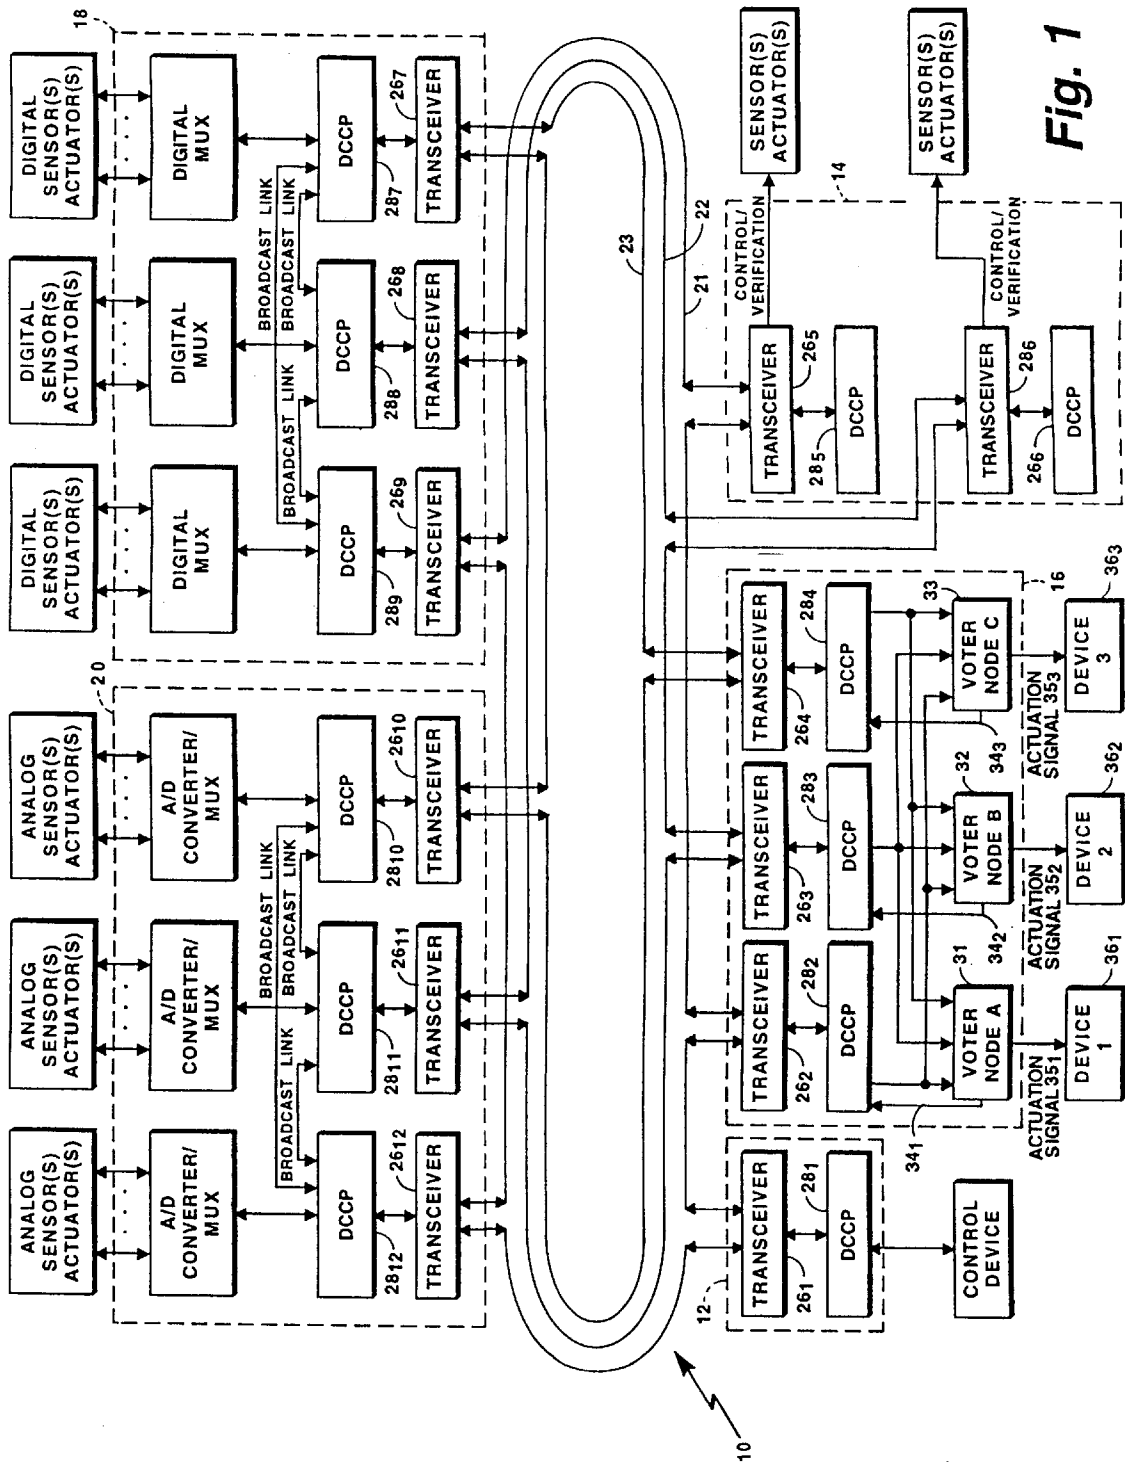 20
18
ANALOG
SENSOR(S)
ACTUATOR(S)
ANALOG
SENSOR(S)
ACTUATOR(S)
ANALOG
SENSOR(S)
ACTUATOR(S)
DIGITAL
SENSOR(S)
ACTUATOR(S)
DIGITAL
SENSOR(S)
ACTUATOR(S)
DIGITAL
SENSOR(S)
ACTUATOR(S)
A/D
CONVERTER/
MUX
A/D
CONVERTER/
MUX
A/D
CONVERTER/
MUX
DIGITAL
MUX
DIGITAL
MUX
DIGITAL
MUX
BROADCAST LINK
BROADCAST LINK
BROADCAST LINK
BROADCAST LINK
BROADCAST LINK
BROADCAST LINK
DCCP
DCCP
DCCP
DCCP
DCCP
DCCP
2812
2612
2811
2611
2810
2610
289
269
288
268
287
267
TRANSCEIVER
TRANSCEIVER
TRANSCEIVER
TRANSCEIVER
TRANSCEIVER
TRANSCEIVER
10
23
22
21
12
TRANSCEIVER
261
281
DCCP
CONTROL
DEVICE
TRANSCEIVER
262
282
DCCP
TRANSCEIVER
263
283
DCCP
TRANSCEIVER
264
284
DCCP
341
31
342
32
343
33
VOTER
NODE A
VOTER
NODE B
VOTER
NODE C
16
ACTUATION
SIGNAL 351
ACTUATION
SIGNAL 352
ACTUATION
SIGNAL 353
361
362
363
DEVICE
1
DEVICE
2
DEVICE
3
TRANSCEIVER
285
265
DCCP
CONTROL/
VERIFICATION
14
SENSOR(S)
ACTUATOR(S)
TRANSCEIVER
266
286
DCCP
CONTROL/
VERIFICATION
SENSOR(S)
ACTUATOR(S)
Fig. 1